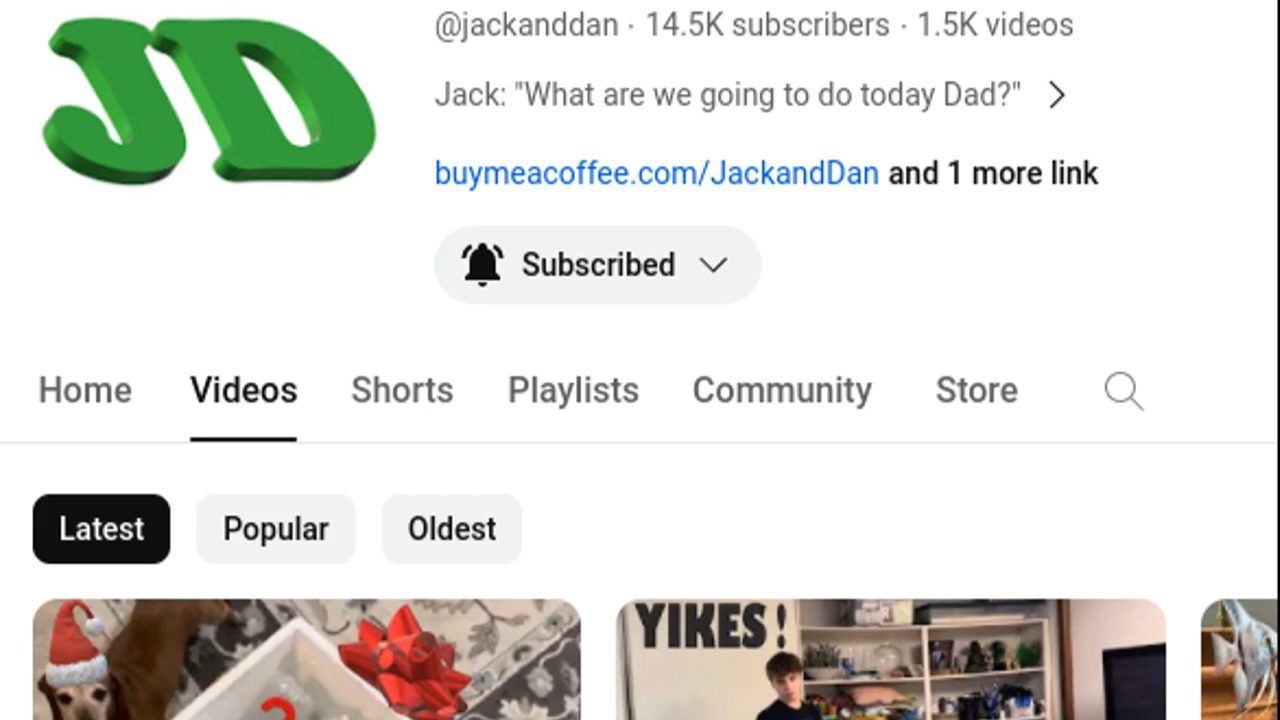 JD
@jackanddan · 14.5K subscribers · 1.5K videos
Jack: "What are we going to do today Dad?"
buymeacoffee.com/JackandDan and 1 more link
Subscribed
Home Videos Shorts Playlists Community Store
Latest Popular Oldest
YIKES!
?